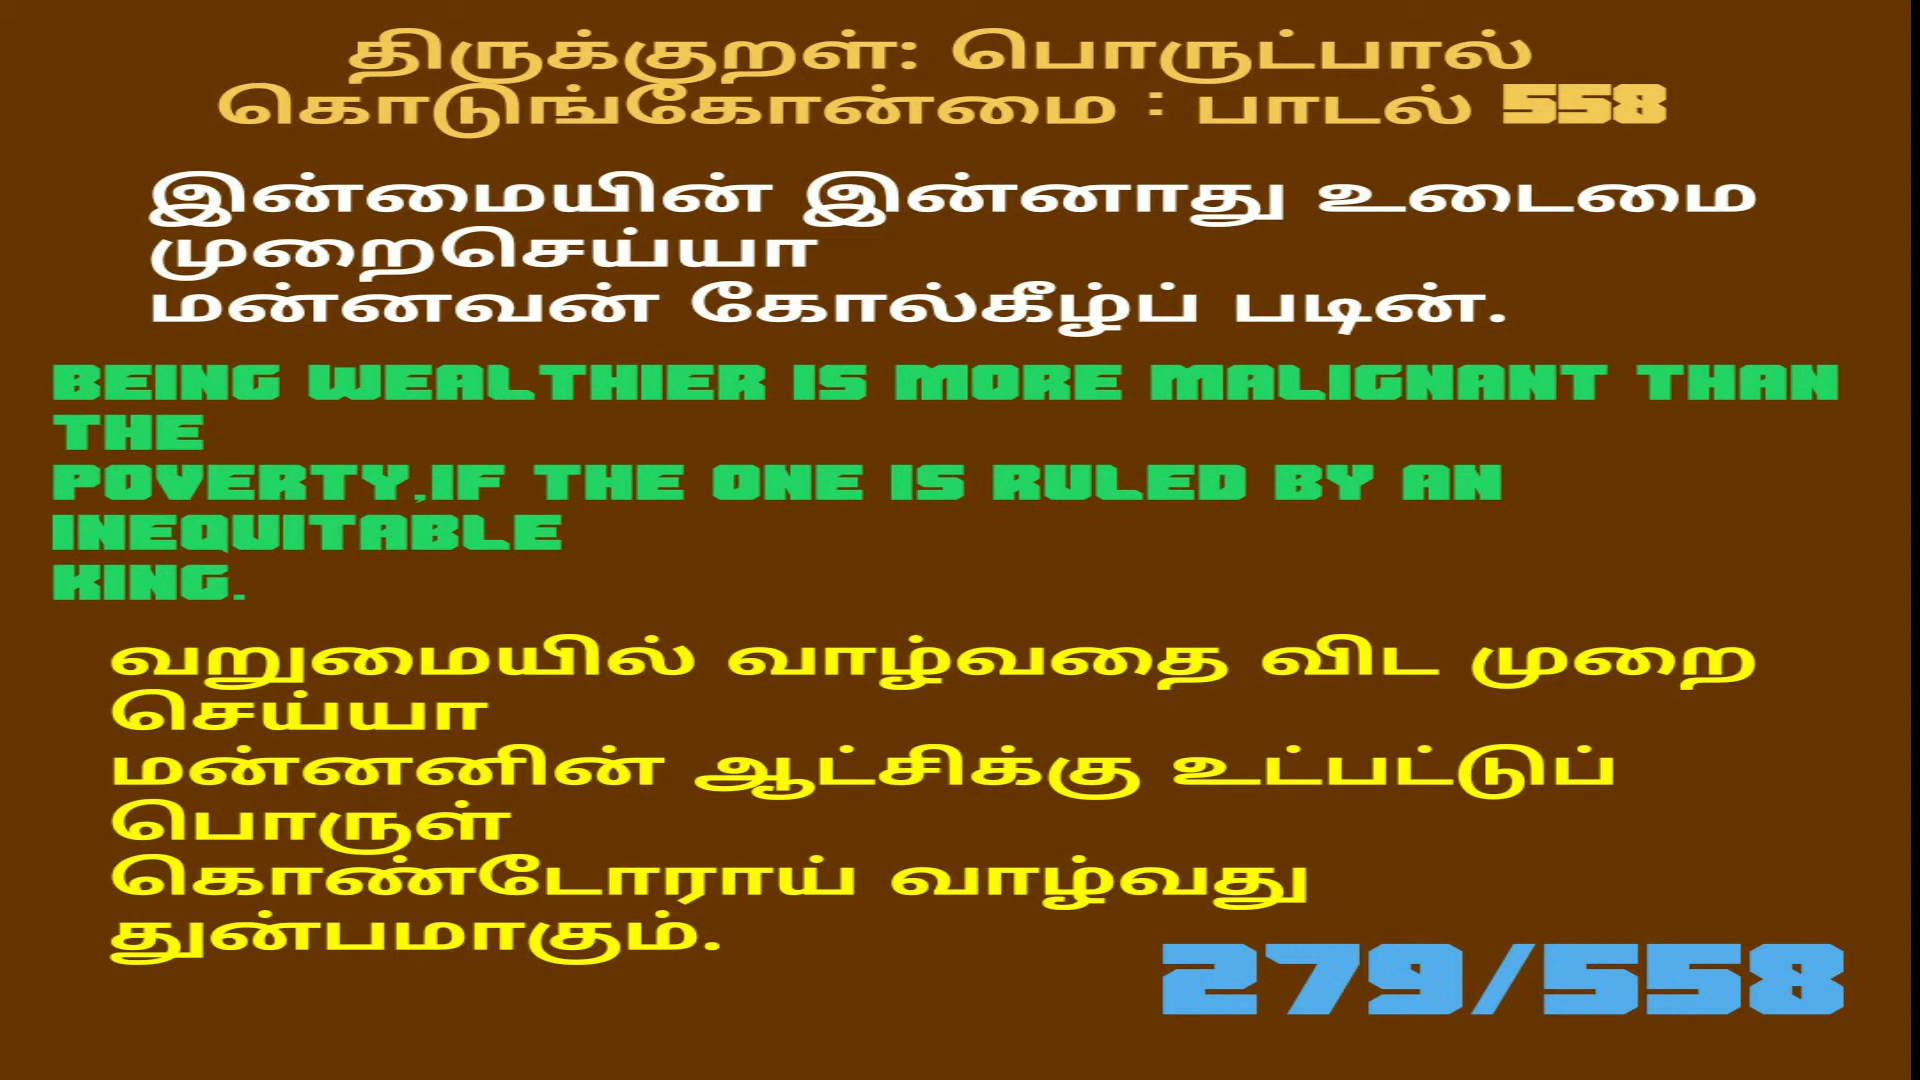 திருக்குறள்: பொருட்பால்
கொடுங்கோன்மை : பாடல் 558
இன்மையின் இன்னாது உடைமை
முறைசெய்யா
மன்னவன் கோல்கீழ்ப் படின்.
BEING WEALTHIER IS MORE MALIGNANT THAN
THE
POVERTY,IF THE ONE IS RULED BY AN
INEQUITABLE
KING.
வறுமையில் வாழ்வதை விட முறை
செய்யா
மன்னனின் ஆட்சிக்கு உட்பட்டுப்
பொருள்
கொண்டோராய் வாழ்வது
துன்பமாகும்.
279/558